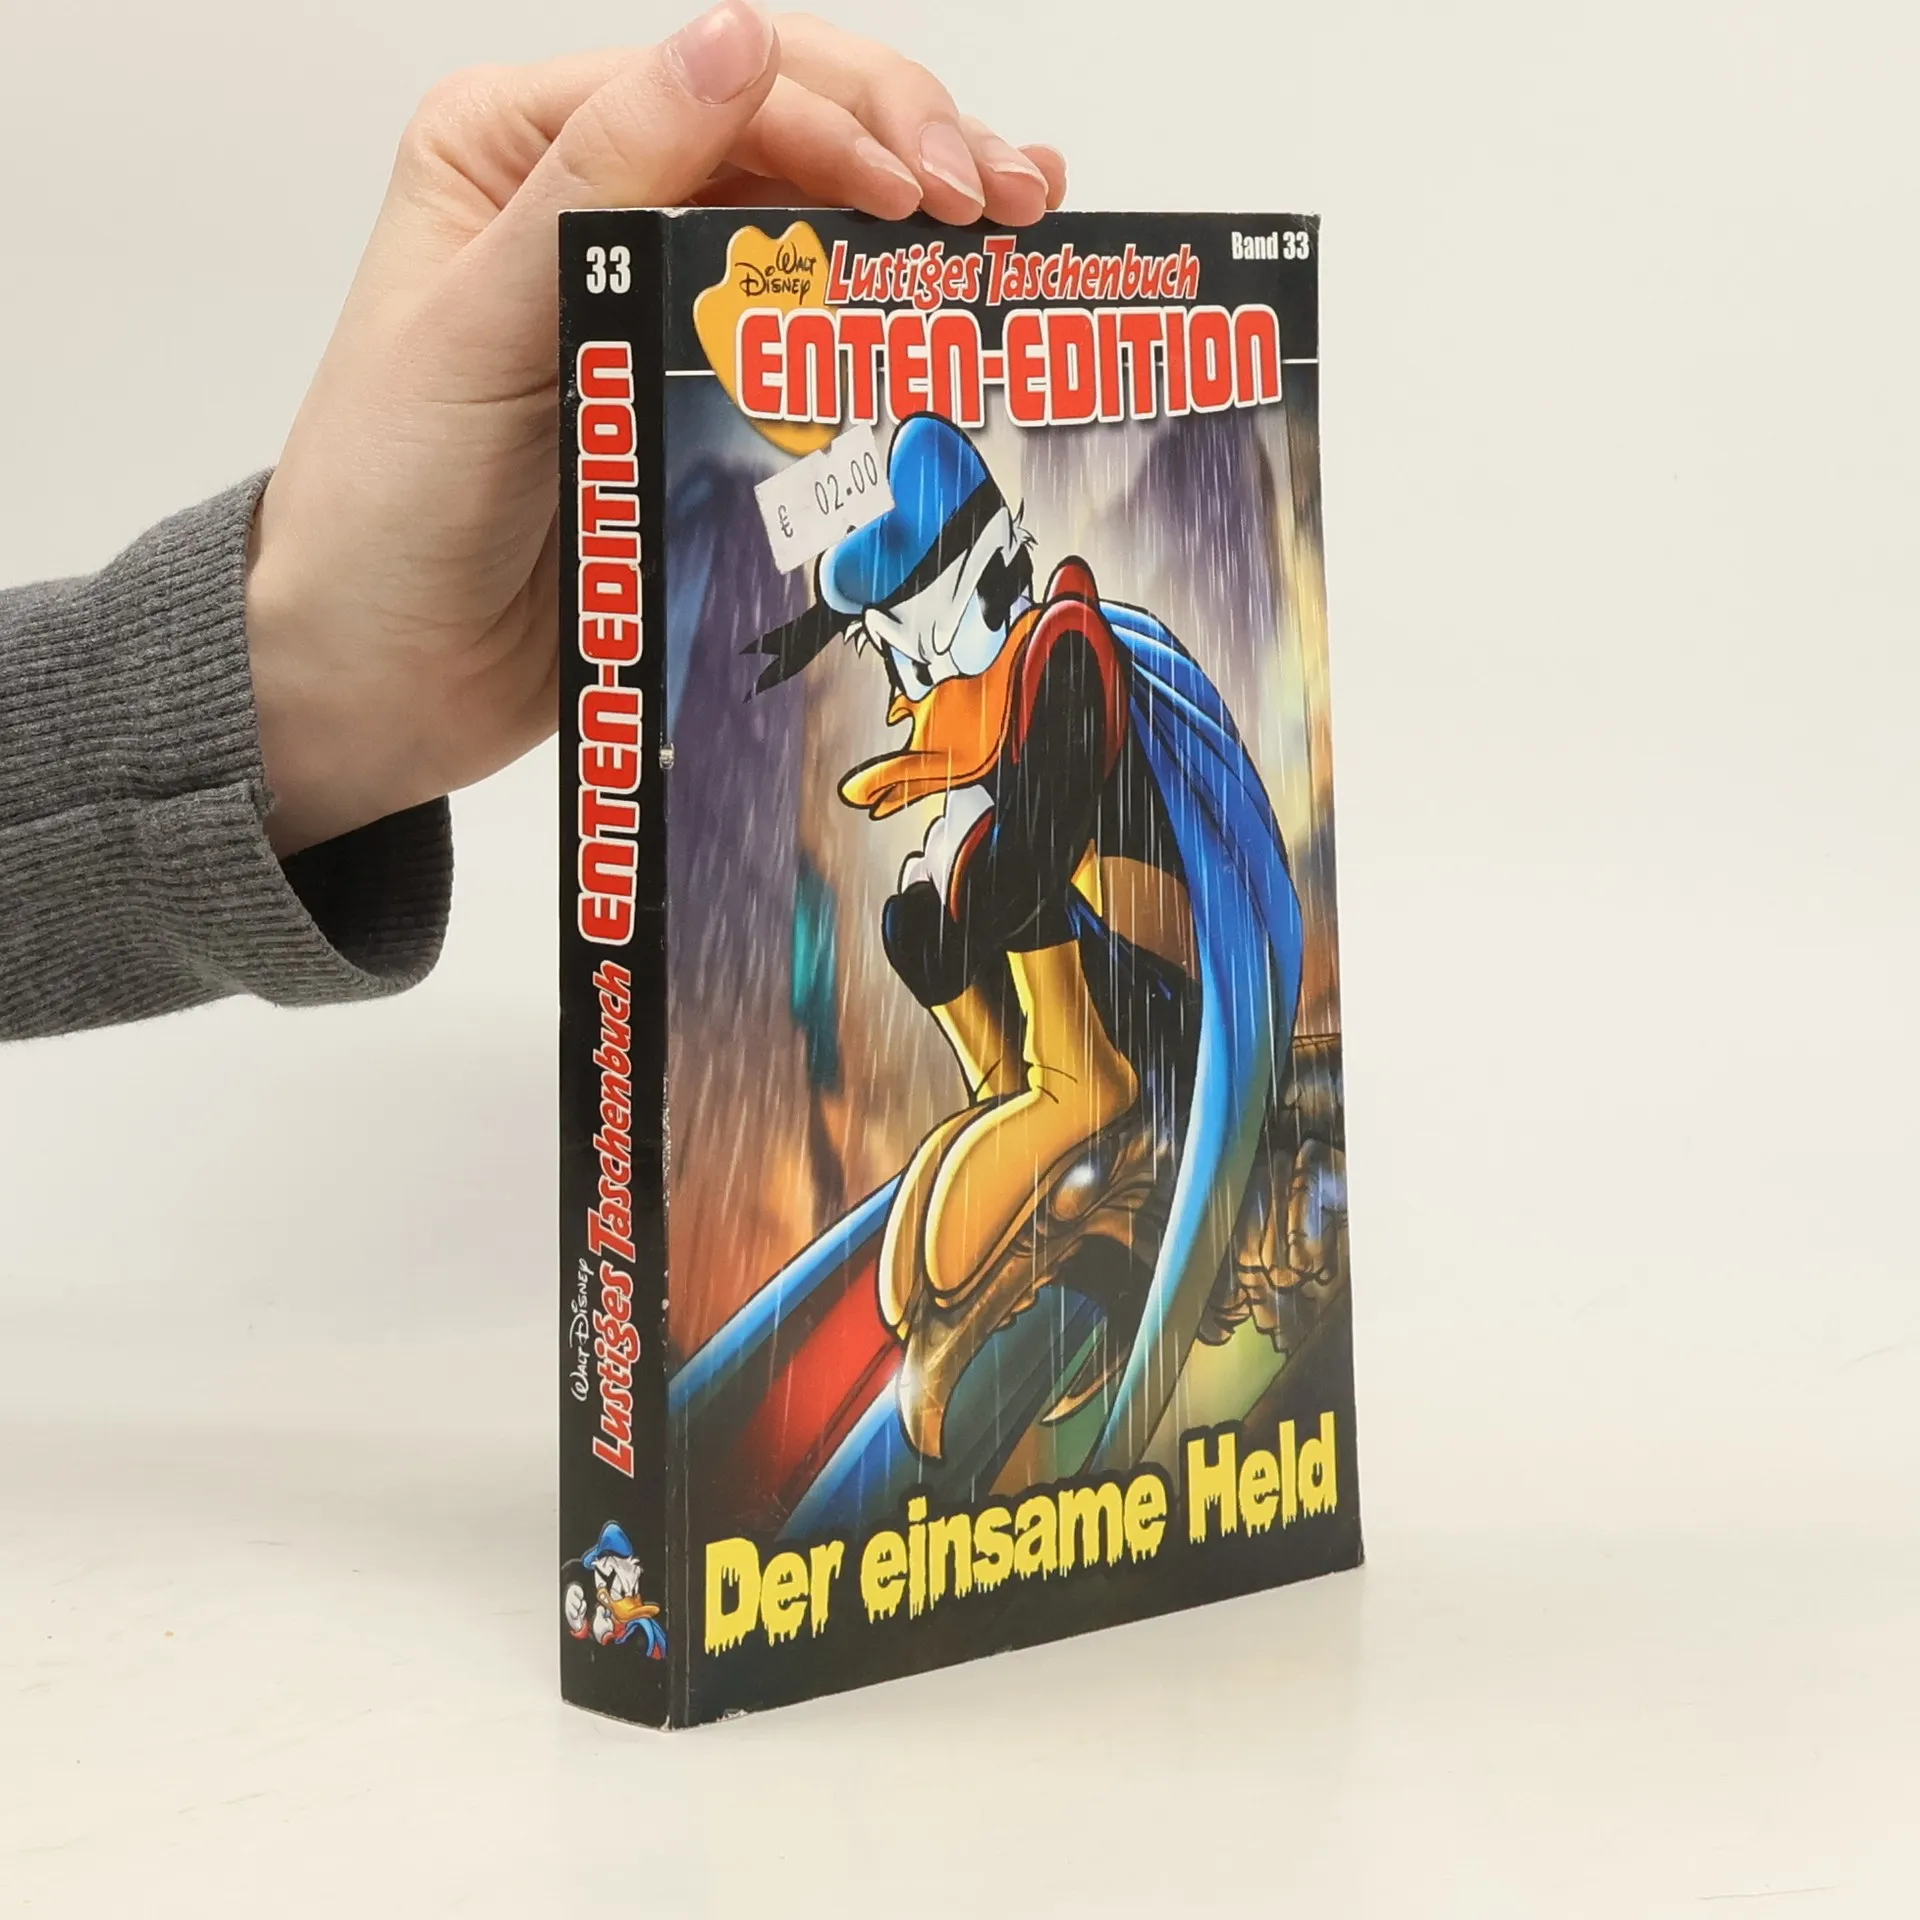 33
WALT DISNEY
Lustiges Taschenbuch ENTEN-EDITION
WALT DISNEY
Lustiges Taschenbuch
Band 33
ENTEN-EDITION
£ 02.00
Der einsame Held